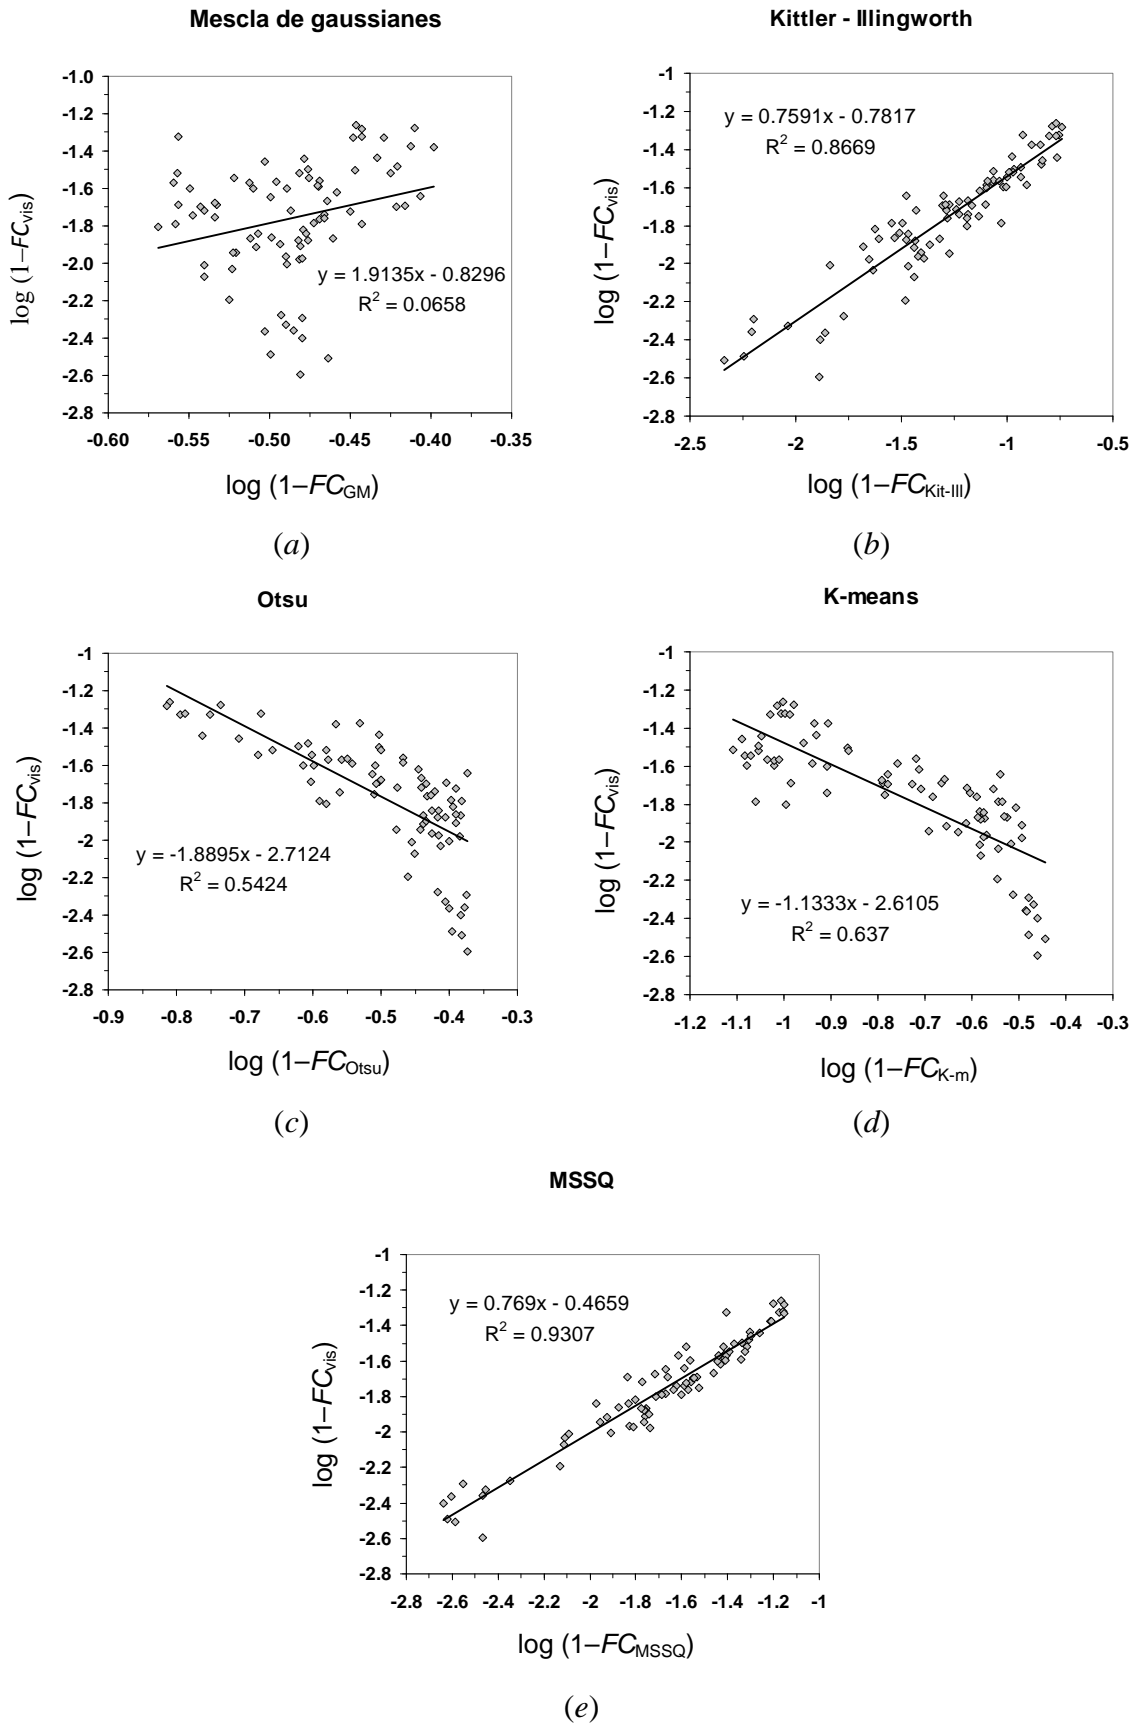 Mescla de gaussianes
-1.0
-1.2
-1.4
-1.6
-1.8
-2.0
-2.2
-2.4
-2.6
-2.8
-0.60 -0.55 -0.50 -0.45 -0.40 -0.35
log (1–FCvis)
y = 1.9135x - 0.8296
R² = 0.0658
log (1–FCGM)
(a)
Kittler - Illingworth
-1
-1.2
-1.4
-1.6
-1.8
-2
-2.2
-2.4
-2.6
-2.8
-2.5 -2 -1.5 -1 -0.5
log (1–FCvis)
y = 0.7591x - 0.7817
R² = 0.8669
log (1–FCKit-Ill)
(b)
Otsu
-1
-1.2
-1.4
-1.6
-1.8
-2
-2.2
-2.4
-2.6
-2.8
-0.9 -0.8 -0.7 -0.6 -0.5 -0.4 -0.3
log (1–FCvis)
y = -1.8895x - 2.7124
R² = 0.5424
log (1–FCOtsu)
(c)
K-means
-1
-1.2
-1.4
-1.6
-1.8
-2
-2.2
-2.4
-2.6
-2.8
-1.2 -1.1 -1 -0.9 -0.8 -0.7 -0.6 -0.5 -0.4 -0.3
log (1–FCvis)
y = -1.1333x - 2.6105
R² = 0.637
log (1–FCK-m)
(d)
MSSQ
-1
-1.2
-1.4
-1.6
-1.8
-2
-2.2
-2.4
-2.6
-2.8
-2.8 -2.6 -2.4 -2.2 -2 -1.8 -1.6 -1.4 -1.2 -1
log (1–FCvis)
y = 0.769x - 0.4659
R² = 0.9307
log (1–FCMSSQ)
(e)